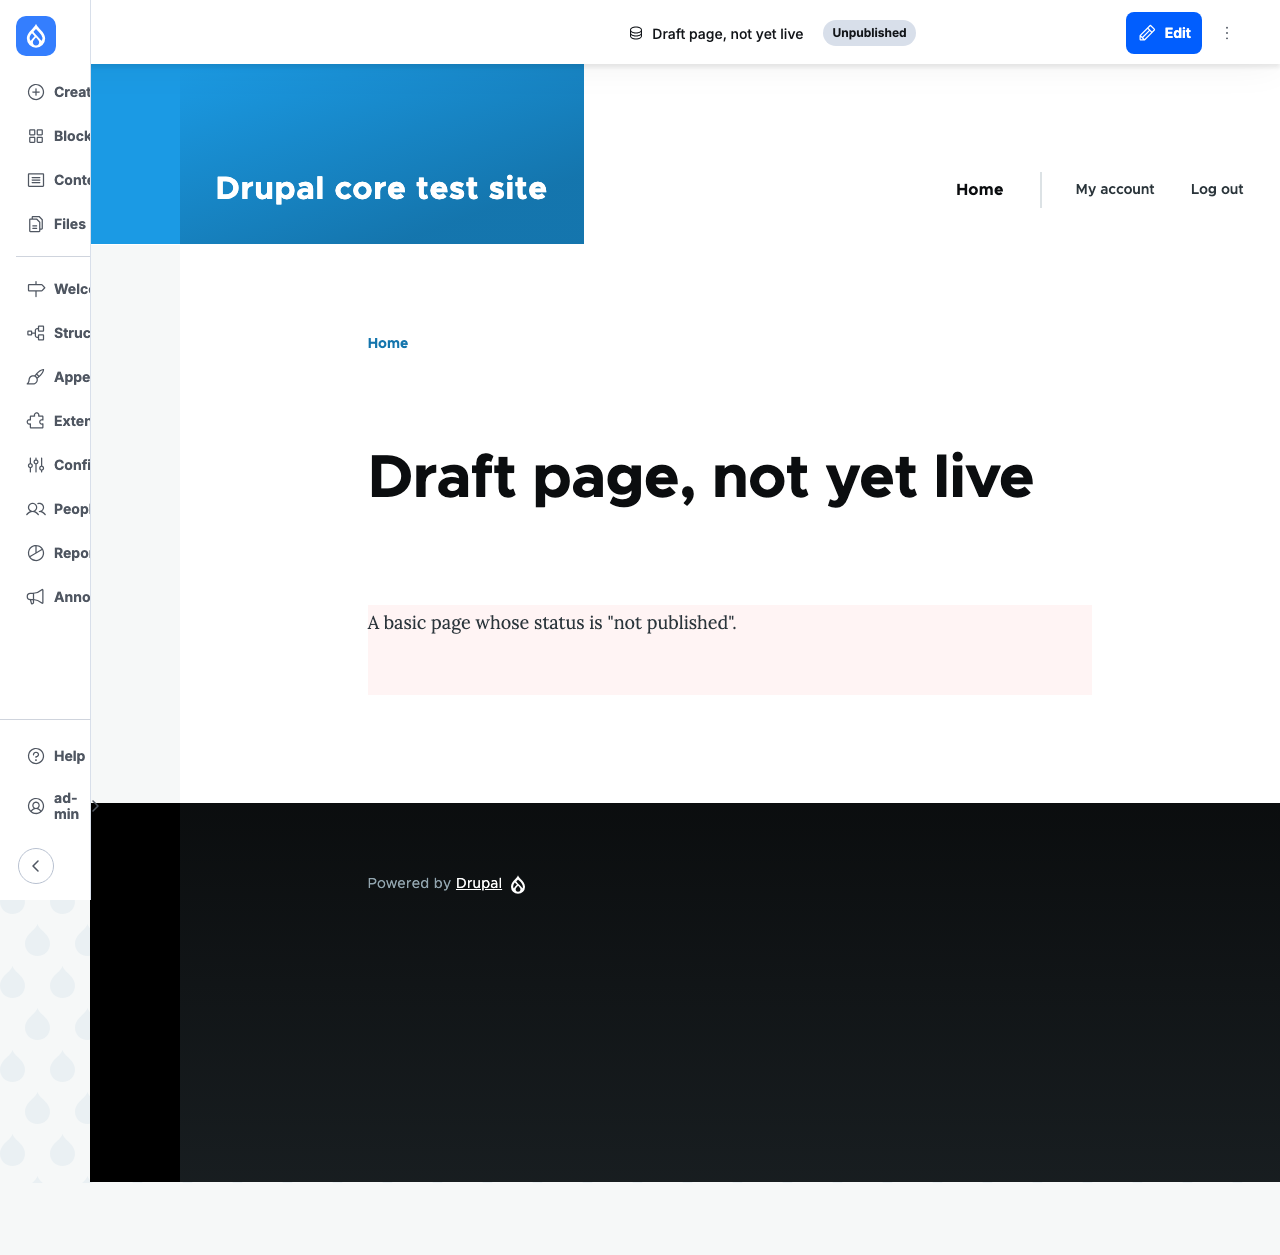 Draft page, not yet live
Unpublished
Edit
Creat
Block
Conte
Files
Welc
Struc
Appe
Exter
Confi
Peopl
Repo
Anno
Help
ad-
min
Drupal core test site
Home
My account
Log out
Home
Draft page, not yet live
A basic page whose status is "not published".
Powered by Drupal